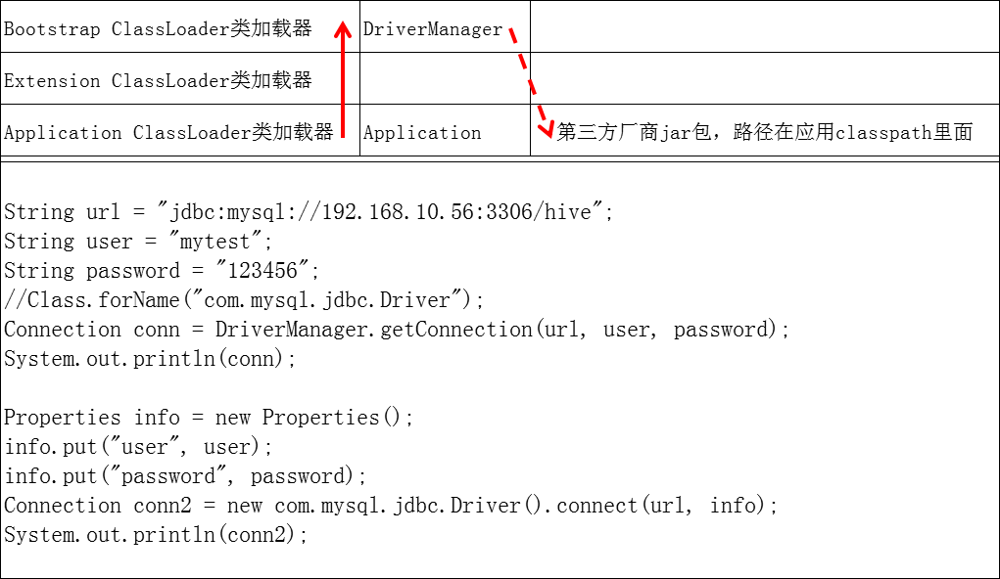 Bootstrap ClassLoader类加载器 DriverManager
Extension ClassLoader类加载器
Application ClassLoader类加载器 Application 第三方厂商jar包，路径在应用classpath里面
String url = "jdbc:mysql://192.168.10.56:3306/hive";
String user = "mytest";
String password = "123456";
//Class.forName("com.mysql.jdbc.Driver");
Connection conn = DriverManager.getConnection(url, user, password);
System.out.println(conn);
Properties info = new Properties();
info.put("user", user);
info.put("password", password);
Connection conn2 = new com.mysql.jdbc.Driver().connect(url, info);
System.out.println(conn2);